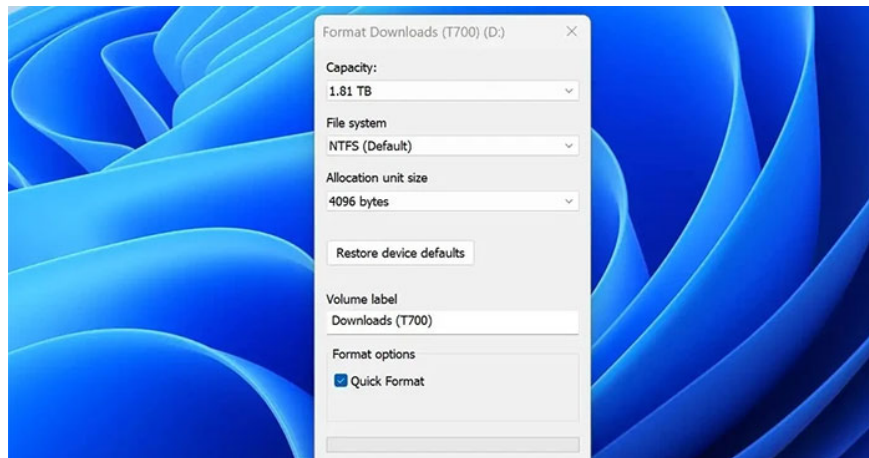 Format Downloads (T700) (D:)
Capacity:
1.81 TB
File system
NTFS (Default)
Allocation unit size
4096 bytes
Restore device defaults
Volume label
Downloads (T700)
Format options
Quick Format